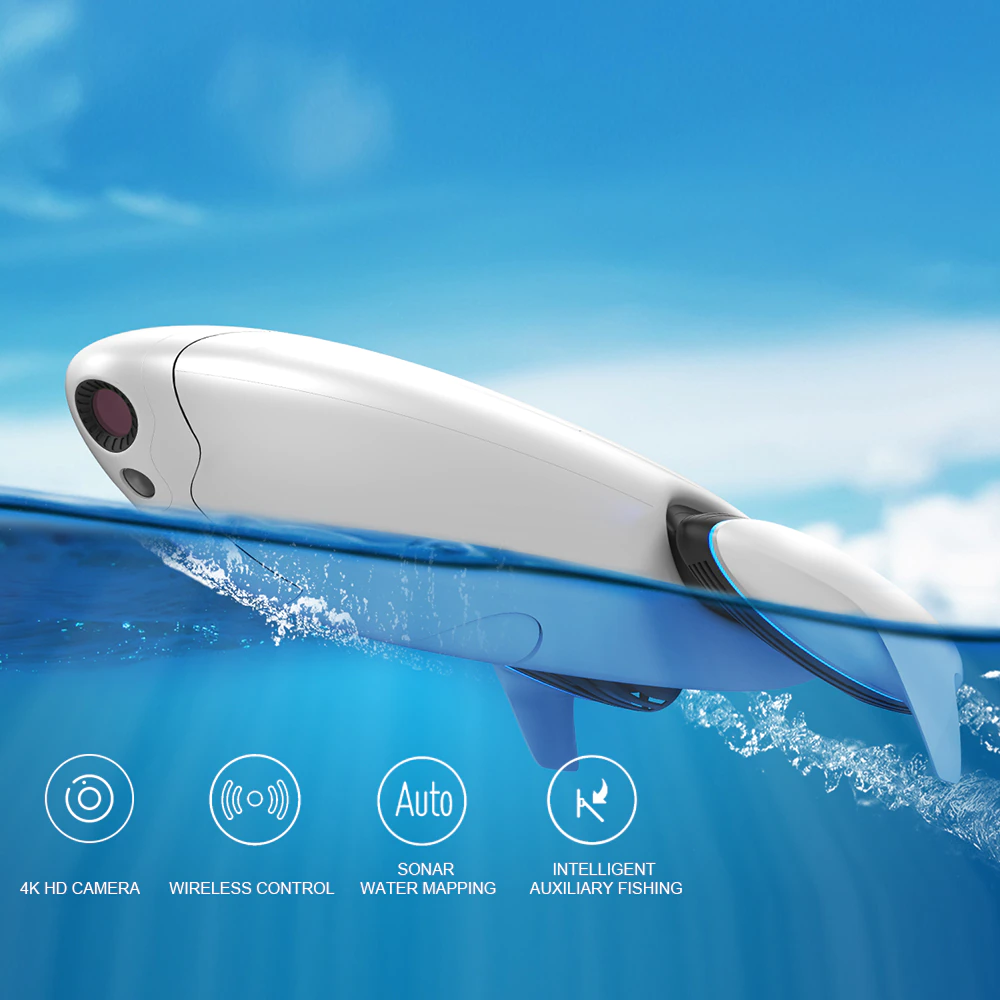 Auto
4K HD CAMERA
WIRELESS CONTROL
SONAR
WATER MAPPING
INTELLIGENT
AUXILIARY FISHING